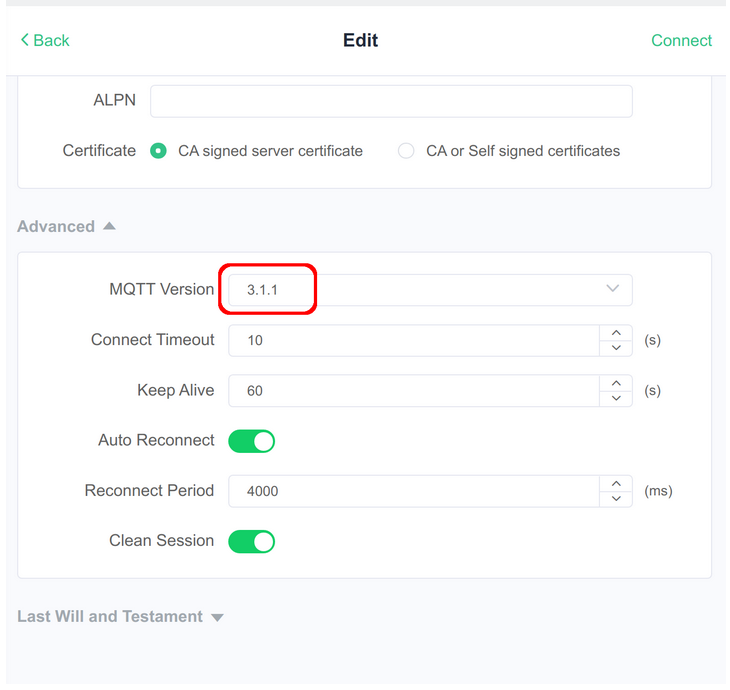 Back Edit Connect
ALPN
Certificate CA signed server certificate CA or Self signed certificates
Advanced
MQTT Version 3.1.1
Connect Timeout 10 (s)
Keep Alive 60 (s)
Auto Reconnect
Reconnect Period 4000 (ms)
Clean Session
Last Will and Testament